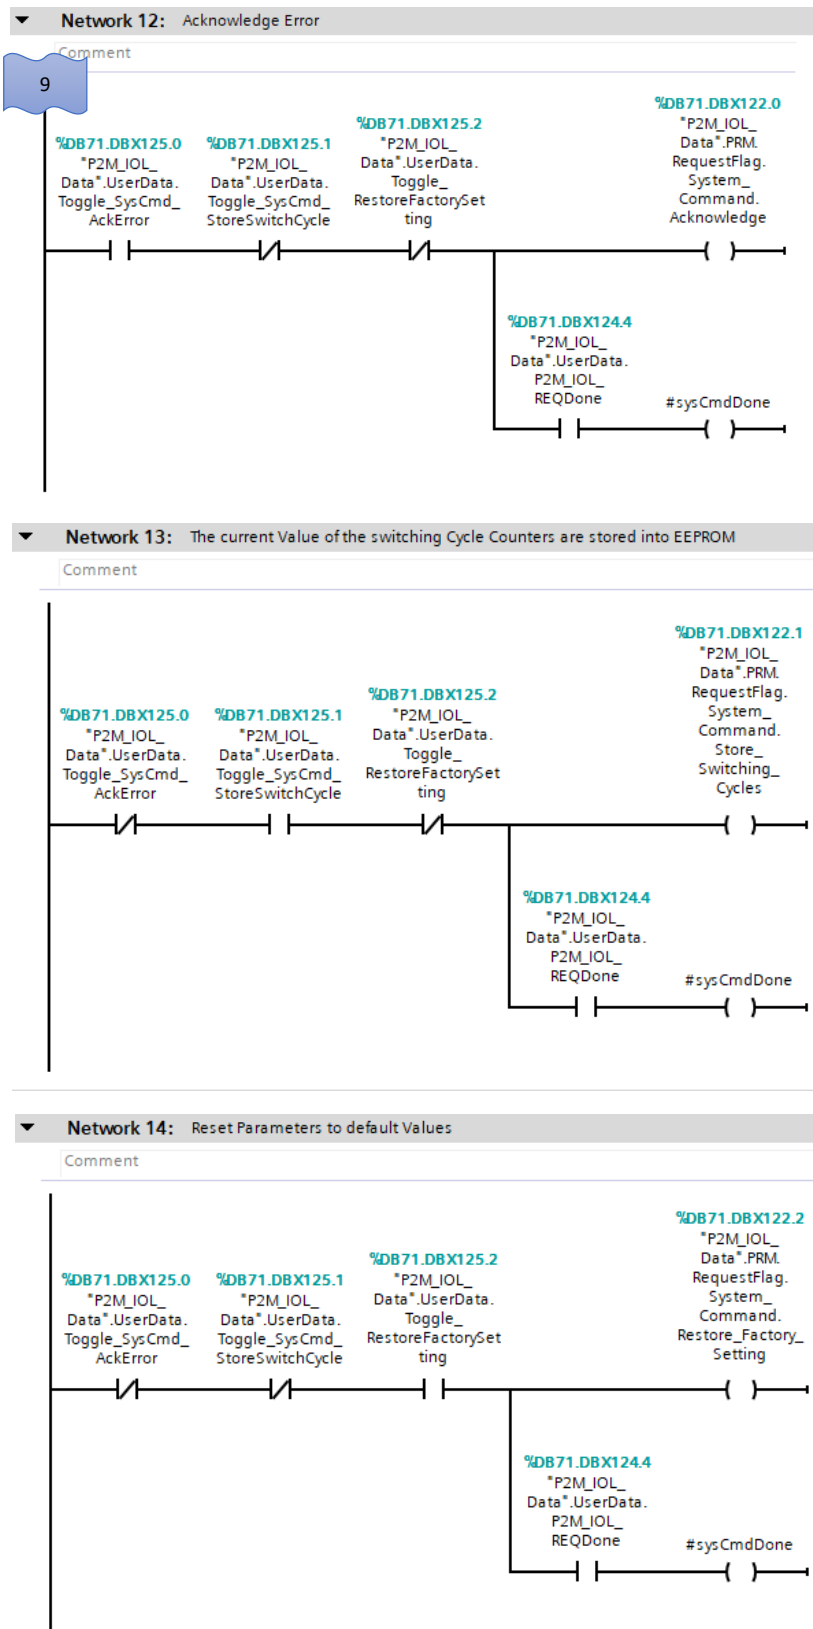 Network 12: Acknowledge Error
Comment
9
%DB71.DBX125.0
"P2M_IOL_
Data".UserData.
Toggle_SysCmd_
AckError
%DB71.DBX125.1
"P2M_IOL_
Data".UserData.
Toggle_SysCmd_
StoreSwitchCycle
%DB71.DBX125.2
"P2M_IOL_
Data".UserData.
Toggle_
RestoreFactorySet
ting
%DB71.DBX122.0
"P2M_IOL_
Data".PRM.
RequestFlag.
System_
Command.
Acknowledge
%DB71.DBX124.4
"P2M_IOL_
Data".UserData.
P2M_IOL_
REQDone
#sysCmdDone
Network 13: The current Value of the switching Cycle Counters are stored into EEPROM
Comment
%DB71.DBX125.0
"P2M_IOL_
Data".UserData.
Toggle_SysCmd_
AckError
%DB71.DBX125.1
"P2M_IOL_
Data".UserData.
Toggle_SysCmd_
StoreSwitchCycle
%DB71.DBX125.2
"P2M_IOL_
Data".UserData.
Toggle_
RestoreFactorySet
ting
%DB71.DBX122.1
"P2M_IOL_
Data".PRM.
RequestFlag.
System_
Command.
Store_
Switching_
Cycles
%DB71.DBX124.4
"P2M_IOL_
Data".UserData.
P2M_IOL_
REQDone
#sysCmdDone
Network 14: Reset Parameters to default Values
Comment
%DB71.DBX125.0
"P2M_IOL_
Data".UserData.
Toggle_SysCmd_
AckError
%DB71.DBX125.1
"P2M_IOL_
Data".UserData.
Toggle_SysCmd_
StoreSwitchCycle
%DB71.DBX125.2
"P2M_IOL_
Data".UserData.
Toggle_
RestoreFactorySet
ting
%DB71.DBX122.2
"P2M_IOL_
Data".PRM.
RequestFlag.
System_
Command.
Restore_Factory_
Setting
%DB71.DBX124.4
"P2M_IOL_
Data".UserData.
P2M_IOL_
REQDone
#sysCmdDone